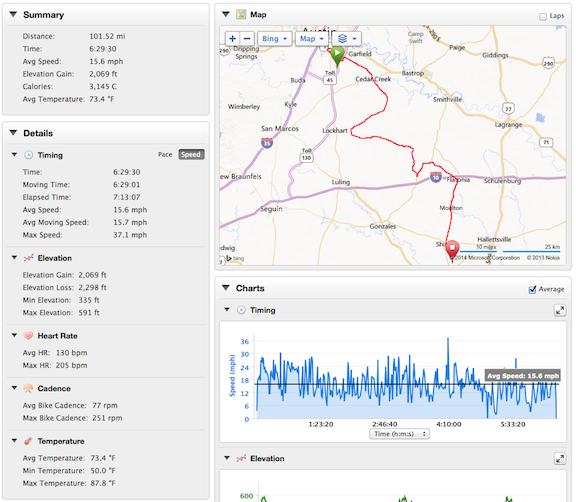 Summary
Distance: 101.52 mi
Time: 6:29:30
Avg Speed: 15.6 mph
Elevation Gain: 2,069 ft
Calories: 3,145 C
Avg Temperature: 73.4 °F
Details
Timing Pace Speed
Time: 6:29:30
Moving Time: 6:29:01
Elapsed Time: 7:13:07
Avg Speed: 15.6 mph
Avg Moving Speed: 15.7 mph
Max Speed: 37.1 mph
Elevation
Elevation Gain: 2,069 ft
Elevation Loss: 2,298 ft
Min Elevation: 335 ft
Max Elevation: 591 ft
Heart Rate
Avg HR: 130 bpm
Max HR: 205 bpm
Cadence
Avg Bike Cadence: 77 rpm
Max Bike Cadence: 251 rpm
Temperature
Avg Temperature: 73.4 °F
Min Temperature: 50.0 °F
Max Temperature: 87.8 °F
Map Laps
+ − Bing Map
Camp
Swift
Dripping
Springs
Garfield
Paige
Giddings
290
Toll
45
Cedar Creek
Bastrop
Buda
Wimberley
Kyle
Smithville
77
Lagrange
San Marcos
Lockhart
35
Toll
130
71
ew Braunfels
Luling
10
Flatonia
Schulenburg
Seguin
Moulton
Gonzales
Hallettsville
dwig
Shi
10 miles 25 km
bing
© 2014 Microsoft Corporation © 2013 Nokia
Charts Average
Timing
36
30
24
18
12
6
0
Speed (mph)
Avg Speed: 15.6 mph
1:23:20 2:46:40 4:10:00 5:33:20
Time (h:m:s)
Elevation
600